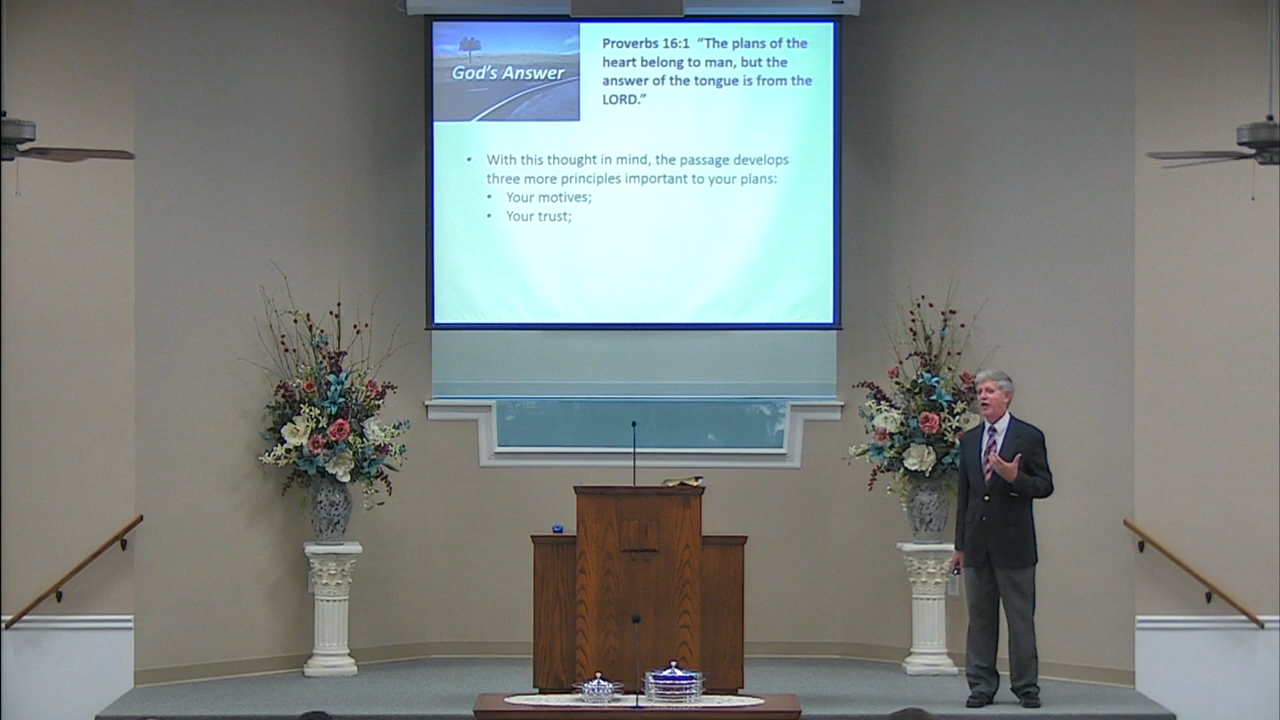 God's Answer
Proverbs 16:1 "The plans of the
heart belong to man, but the
answer of the tongue is from the
LORD."
• With this thought in mind, the passage develops
three more principles important to your plans:
• Your motives;
• Your trust;